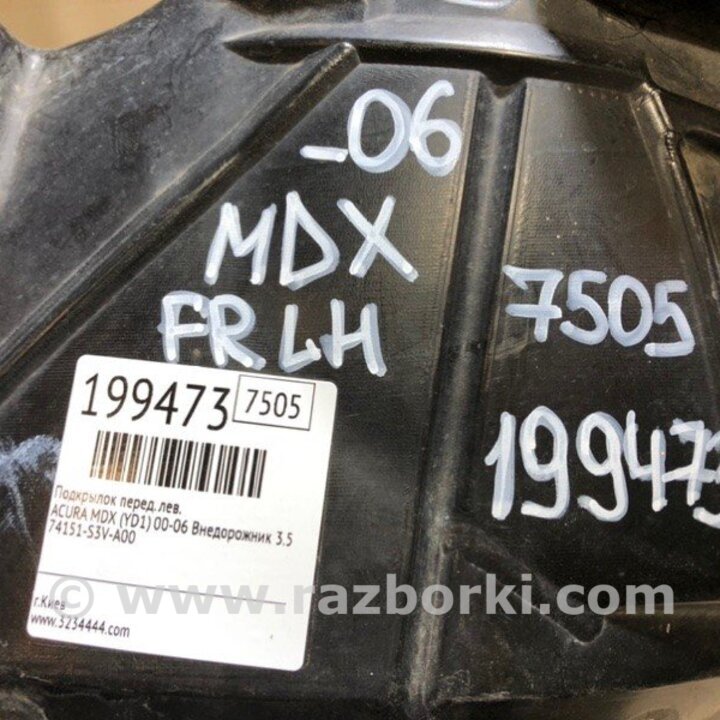 -06
MDX
FR LH
7505
199473
199473 7505
Подкрылок перед. лев.
ACURA MDX (YD1) 00-06 Внедорожник 3.5
74151-S3V-A00
г.Киев
www.3234444.com
© www.razborki.com